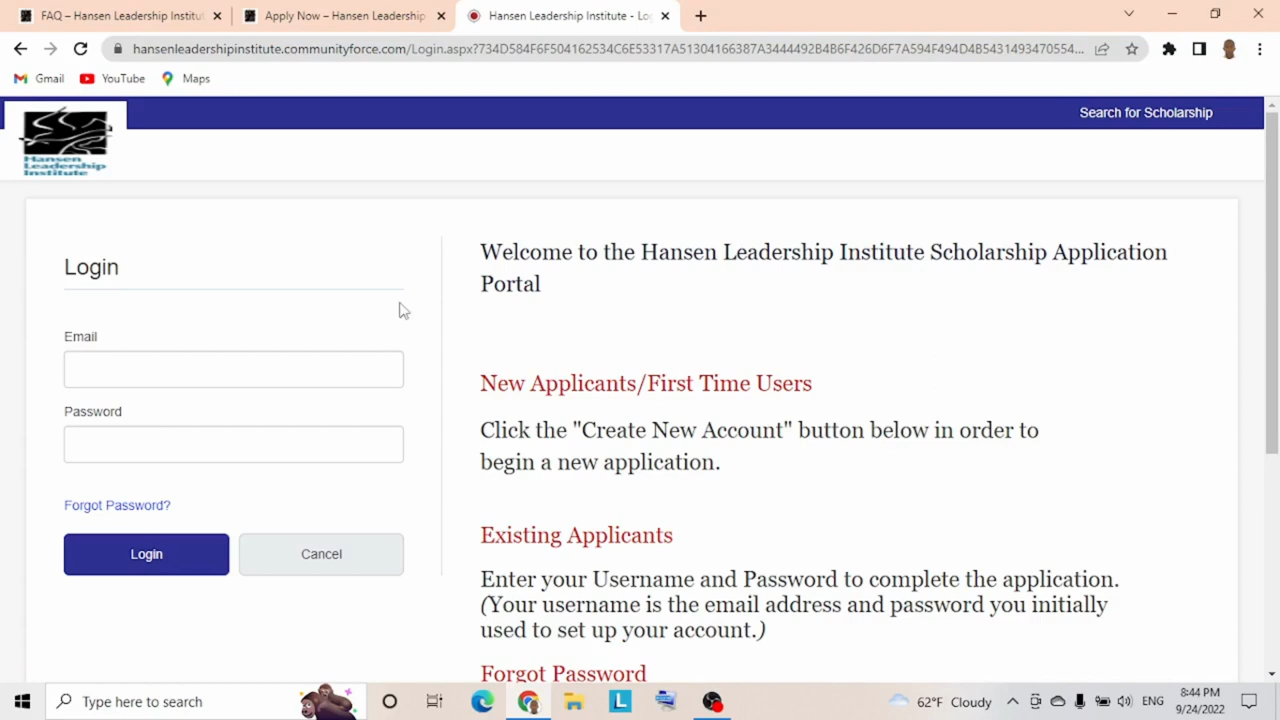 FAQ – Hansen Leadership Institut
Apply Now – Hansen Leadership
Hansen Leadership Institute - Lo
hansenleadershipinstitute.communityforce.com/Login.aspx?734D584F6F504162534C6E53317A51304166387A3444492B4B6F426D6F7A594F494D4B5431493470554...
Gmail
YouTube
Maps
Search for Scholarship
Hansen
Leadership
Institute
Login
Email
Password
Forgot Password?
Login
Cancel
Welcome to the Hansen Leadership Institute Scholarship Application
Portal
New Applicants/First Time Users
Click the "Create New Account" button below in order to
begin a new application.
Existing Applicants
Enter your Username and Password to complete the application.
(Your username is the email address and password you initially
used to set up your account.)
Forgot Password
Type here to search
L
62°F Cloudy
ENG
8:44 PM
9/24/2022